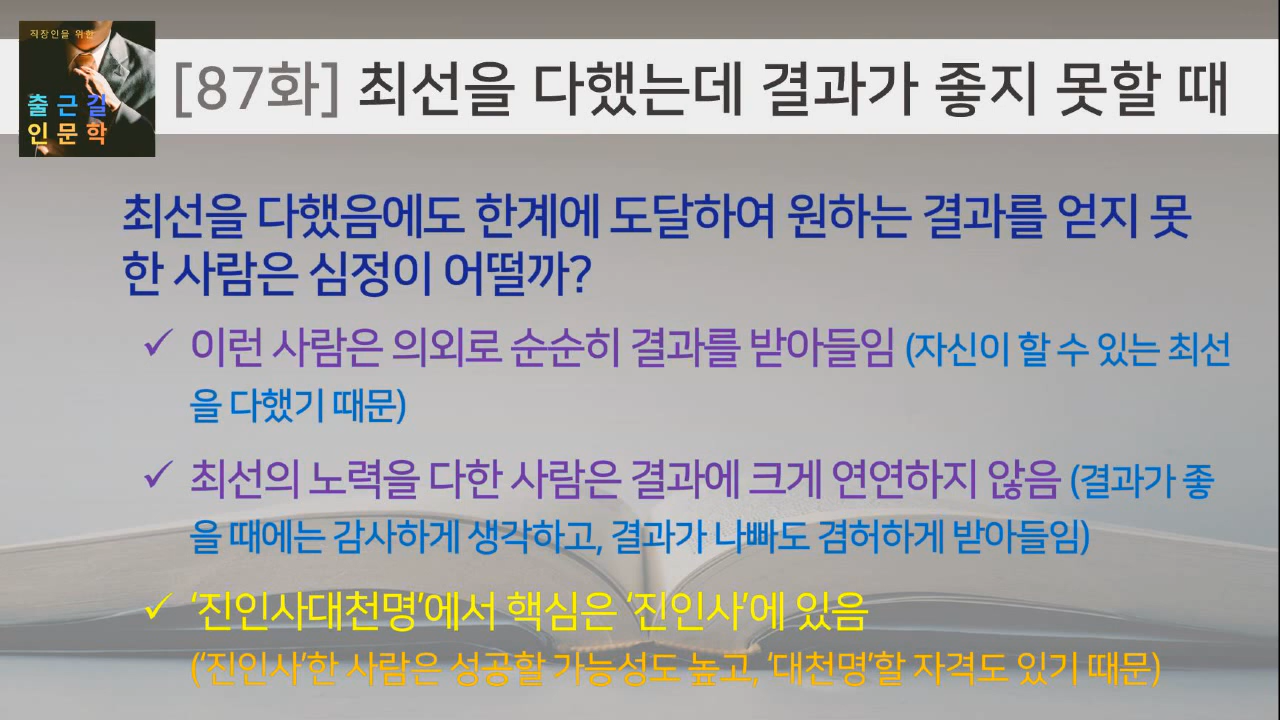 직장인을 위한
출근길
인문학
[87화] 최선을 다했는데 결과가 좋지 못할 때
최선을 다했음에도 한계에 도달하여 원하는 결과를 얻지 못
한 사람은 심정이 어떨까?
✓ 이런 사람은 의외로 순순히 결과를 받아들임 (자신이 할 수 있는 최선
을 다했기 때문)
✓ 최선의 노력을 다한 사람은 결과에 크게 연연하지 않음 (결과가 좋
을 때에는 감사하게 생각하고, 결과가 나빠도 겸허하게 받아들임)
✓ ‘진인사대천명’에서 핵심은 ‘진인사’에 있음
(‘진인사’한 사람은 성공할 가능성도 높고, ‘대천명’할 자격도 있기 때문)